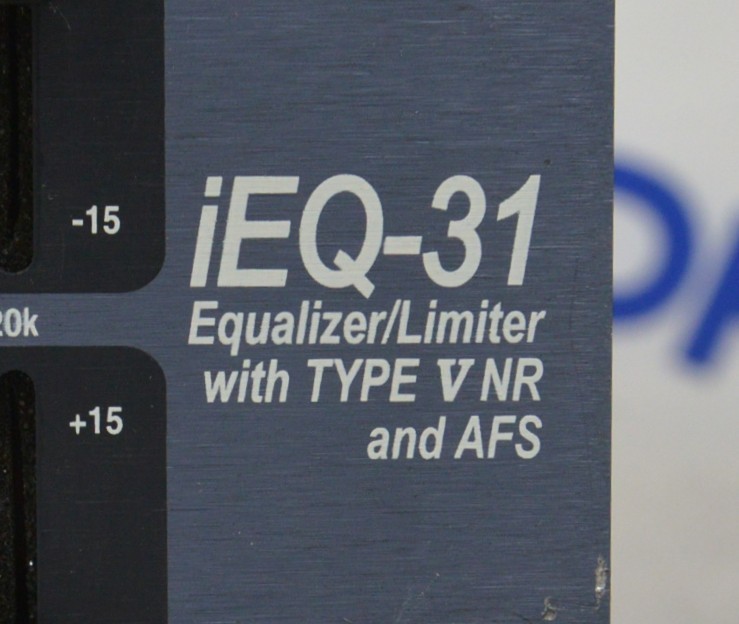 -15
iEQ-31
20k
Equalizer/Limiter
with TYPE V NR
+15
and AFS